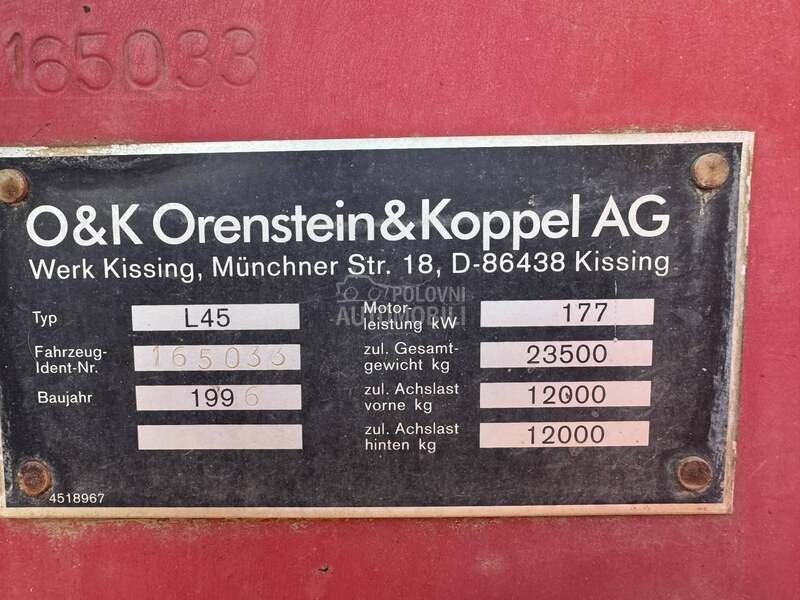 165033
O&K Orenstein&Koppel AG
Werk Kissing, Münchner Str. 18, D-86438 Kissing
Typ L45
Fahrzeug-
Ident-Nr. 165033
Baujahr 1996
Motor-
leistung kW 177
zul. Gesamt-
gewicht kg 23500
zul. Achslast
vorne kg 12000
zul. Achslast
hinten kg 12000
4518967
POLOVNI
AUTOMOBILI